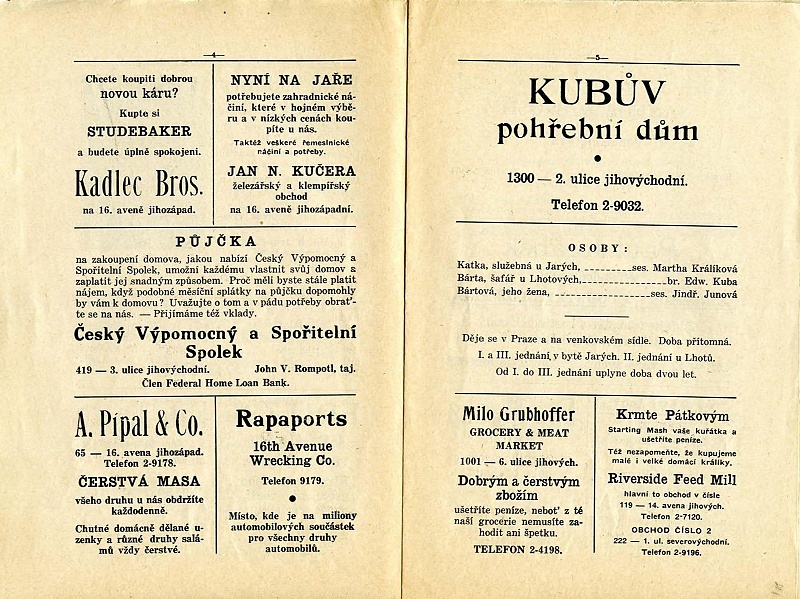 —4—
Chcete koupiti dobrou
novou káru?
Kupte si
STUDEBAKER
a budete úplně spokojeni.
Kadlec Bros.
na 16. aveně jihozápad.
NYNÍ NA JAŘE
potřebujete zahradnické ná-
činí, které v hojném výbě-
ru a v nízkých cenách kou-
píte u nás.
Taktéž veškeré řemeslnické
náčiní a potřeby.
JAN N. KUČERA
železářský a klempířský
obchod
na 16. aveně jihozápadní.
PŮJČKA
na zakoupení domova, jakou nabízí Český Výpomocný a
Spořitelní Spolek, umožní každému vlastnit svůj domov a
zaplatit jej snadným způsobem. Proč měli byste stále platit
nájem, když podobné měsíční splátky na půjčku dopomohly
by vám k domovu? Uvažujte o tom a v pádu potřeby obrať-
te se na nás. — Přijímáme též vklady.
Český Výpomocný a Spořitelní
Spolek
419 — 3. ulice jihovýchodní. John V. Rompotl, taj.
Člen Federal Home Loan Bank.
A. Pípal & Co.
65 — 16. avena jihozápad.
Telefon 2-9178.
ČERSTVÁ MASA
všeho druhu u nás obdržíte
každodenně.
Chutné domácně dělané u-
zenky a různé druhy salá-
mů vždy čerstvé.
Rapaports
16th Avenue
Wrecking Co.
Telefon 9179.
Místo, kde je na miliony
automobilových součástek
pro všechny druhy
automobilů.
—5—
KUBŮV
pohřební dům
1300 — 2. ulice jihovýchodní.
Telefon 2-9032.
OSOBY:
Katka, služebná u Jarých, ses. Martha Králíková
Bárta, šafář u Lhotových, br. Edw. Kuba
Bártová, jeho žena, ses. Jindř. Junová
Děje se v Praze a na venkovském sídle. Doba přítomná.
I. a III. jednání v bytě Jarých. II. jednání u Lhotů.
Od I. do III. jednání uplyne doba dvou let.
Milo Grubhoffer
GROCERY & MEAT
MARKET
1001 — 6. ulice jihových.
Dobrým a čerstvým
zbožím
ušetříte peníze, neboť z té
naší grocerie nemusíte za-
hodit ani špetku.
TELEFON 2-4198.
Krmte Pátkovým
Starting Mash vaše kuřátka a
ušetříte peníze.
Též nezapomeňte, že kupujeme
malé i velké domácí králíky.
Riverside Feed Mill
hlavní to obchod v čísle
119 — 14. avena jihových.
Telefon 2-7120.
OBCHOD ČÍSLO 2
222 — 1. ul. severovýchodní.
Telefon 2-9196.